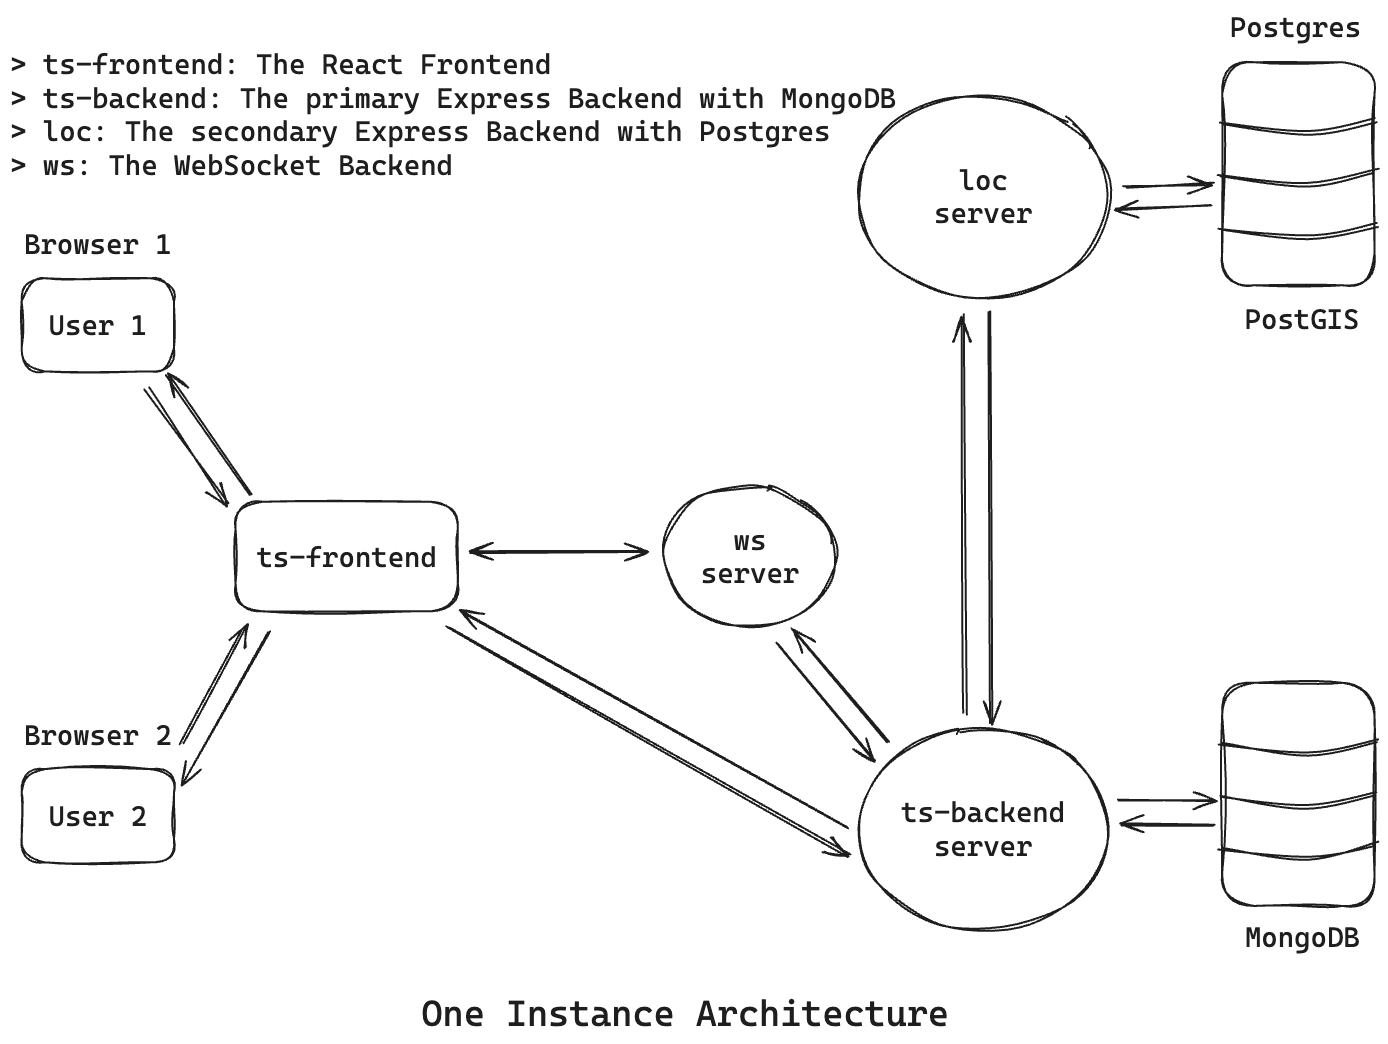 > ts-frontend: The React Frontend
> ts-backend: The primary Express Backend with MongoDB
> loc: The secondary Express Backend with Postgres
> ws: The WebSocket Backend
Postgres
loc
server
PostGIS
Browser 1
User 1
ts-frontend
ws
server
Browser 2
User 2
ts-backend
server
MongoDB
One Instance Architecture